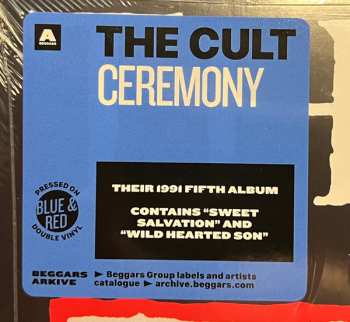 A
BEGGARS
THE CULT
CEREMONY
PRESSED ON
BLUE &
RED
DOUBLE VINYL
THEIR 1991 FIFTH ALBUM
CONTAINS “SWEET
SALVATION” AND
“WILD HEARTED SON”
BEGGARS
ARKIVE
▶ Beggars Group labels and artists
catalogue ▶ archive.beggars.com